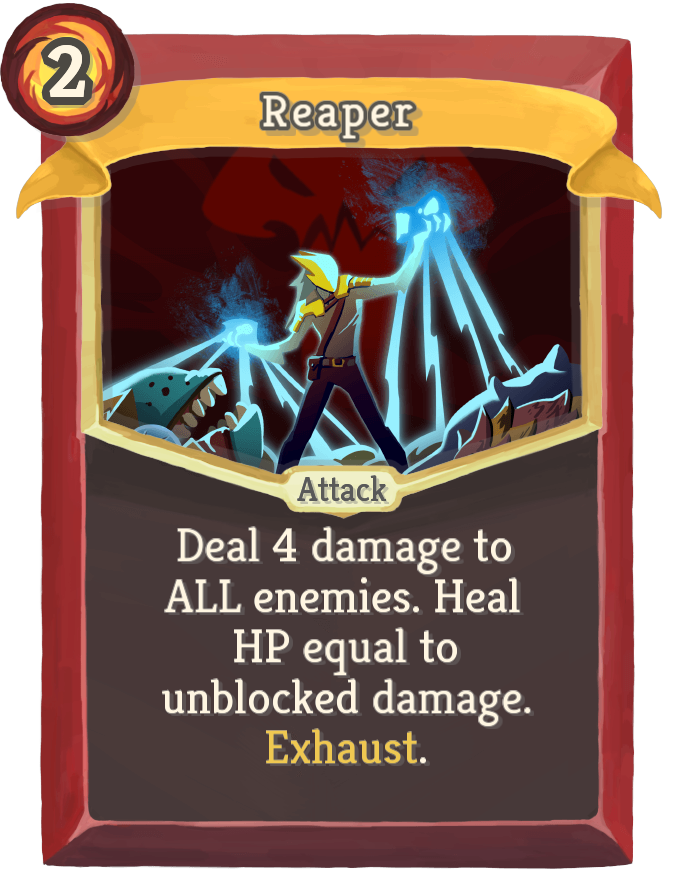 2
Reaper
Attack
Deal 4 damage to
ALL enemies. Heal
HP equal to
unblocked damage.
Exhaust.